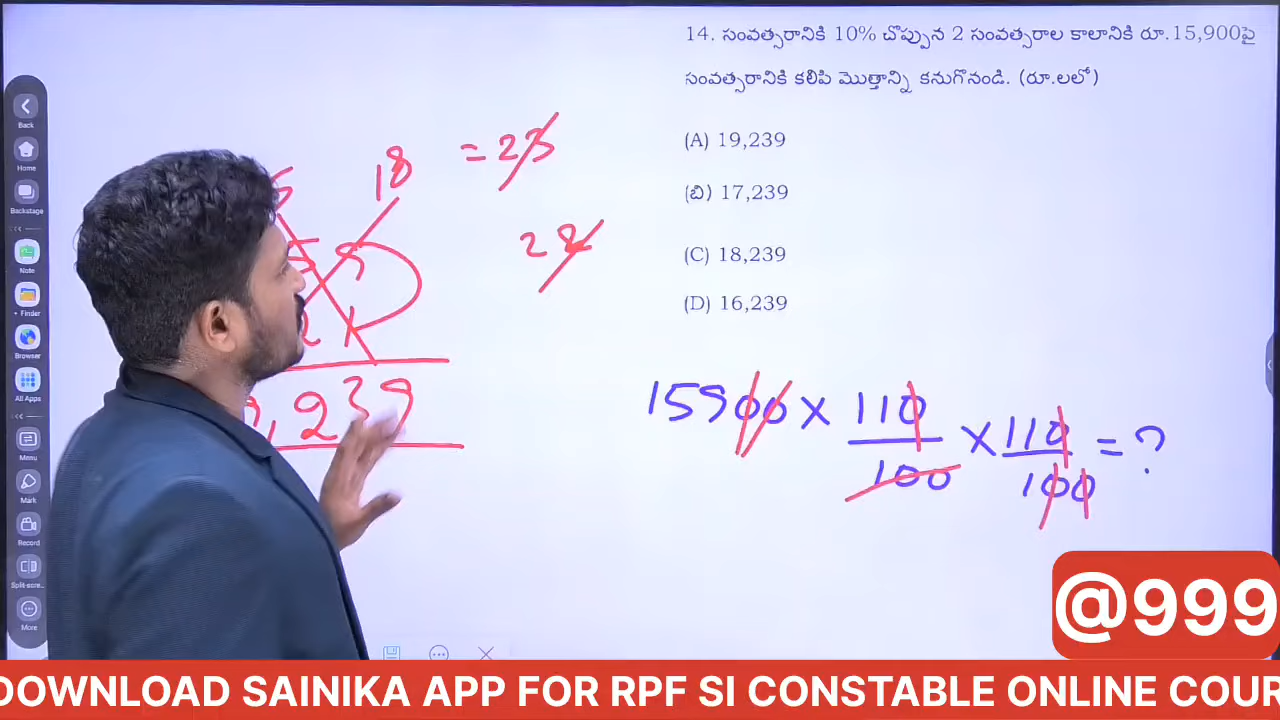 14. సంవత్సరానికి 10% చొప్పున 2 సంవత్సరాల కాలానికి రూ.15,900పై
సంవత్సరానికి కలిపి మొత్తాన్ని కనుగొనండి. (రూ.లలో)
(A) 19,239
(బి) 17,239
(C) 18,239
(D) 16,239
18 = 23
28
239
15900 × 110/100 × 110/100 = ?
Back
Home
Backstage
Note
Finder
Browser
All Apps
Menu
Mark
Record
Split-scre..
More
@999
DOWNLOAD SAINIKA APP FOR RPF SI CONSTABLE ONLINE COUR